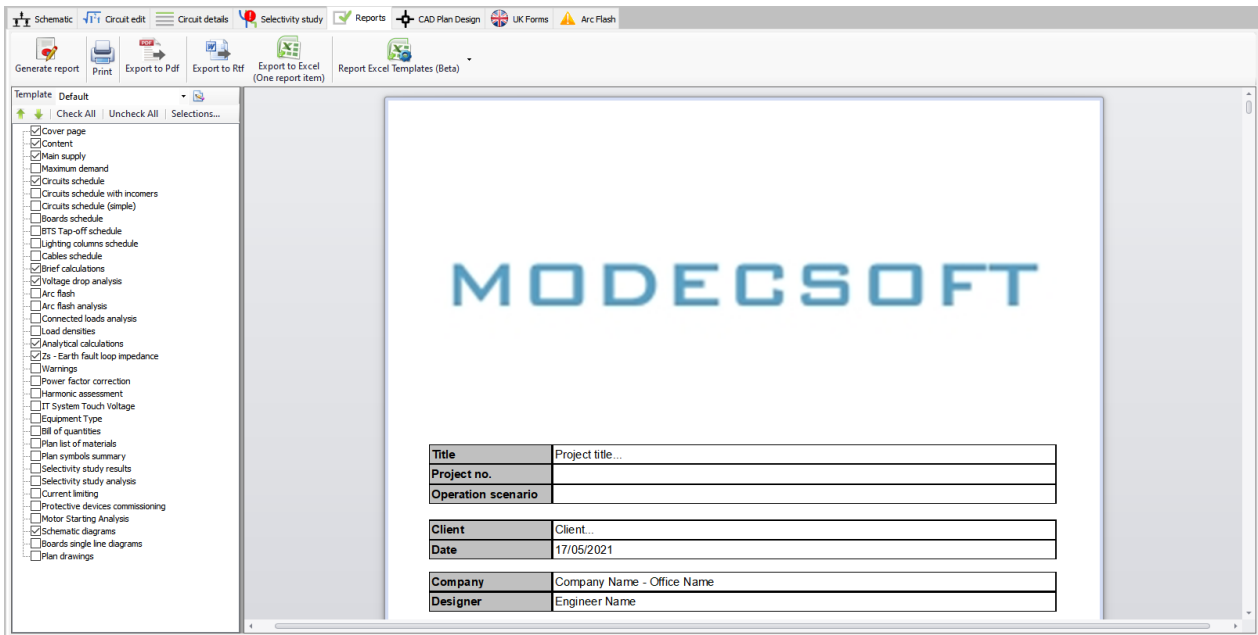 Schematic Circuit edit Circuit details Selectivity study Reports CAD Plan Design UK Forms Arc Flash
Generate report Print Export to Pdf Export to Rtf Export to Excel (One report item) Report Excel Templates (Beta)
Template Default
Check All Uncheck All Selections...
Cover page
Content
Main supply
Maximum demand
Circuits schedule
Circuits schedule with incomers
Circuits schedule (simple)
Boards schedule
BTS Tap-off schedule
Lighting columns schedule
Cables schedule
Brief calculations
Voltage drop analysis
Arc flash
Arc flash analysis
Connected loads analysis
Load densities
Analytical calculations
Zs - Earth fault loop impedance
Warnings
Power factor correction
Harmonic assessment
IT System Touch Voltage
Equipment Type
Bill of quantities
Plan list of materials
Plan symbols summary
Selectivity study results
Selectivity study analysis
Current limiting
Protective devices commissioning
Motor Starting Analysis
Schematic diagrams
Boards single line diagrams
Plan drawings
MODECSOFT
Title Project title...
Project no.
Operation scenario
Client Client...
Date 17/05/2021
Company Company Name - Office Name
Designer Engineer Name